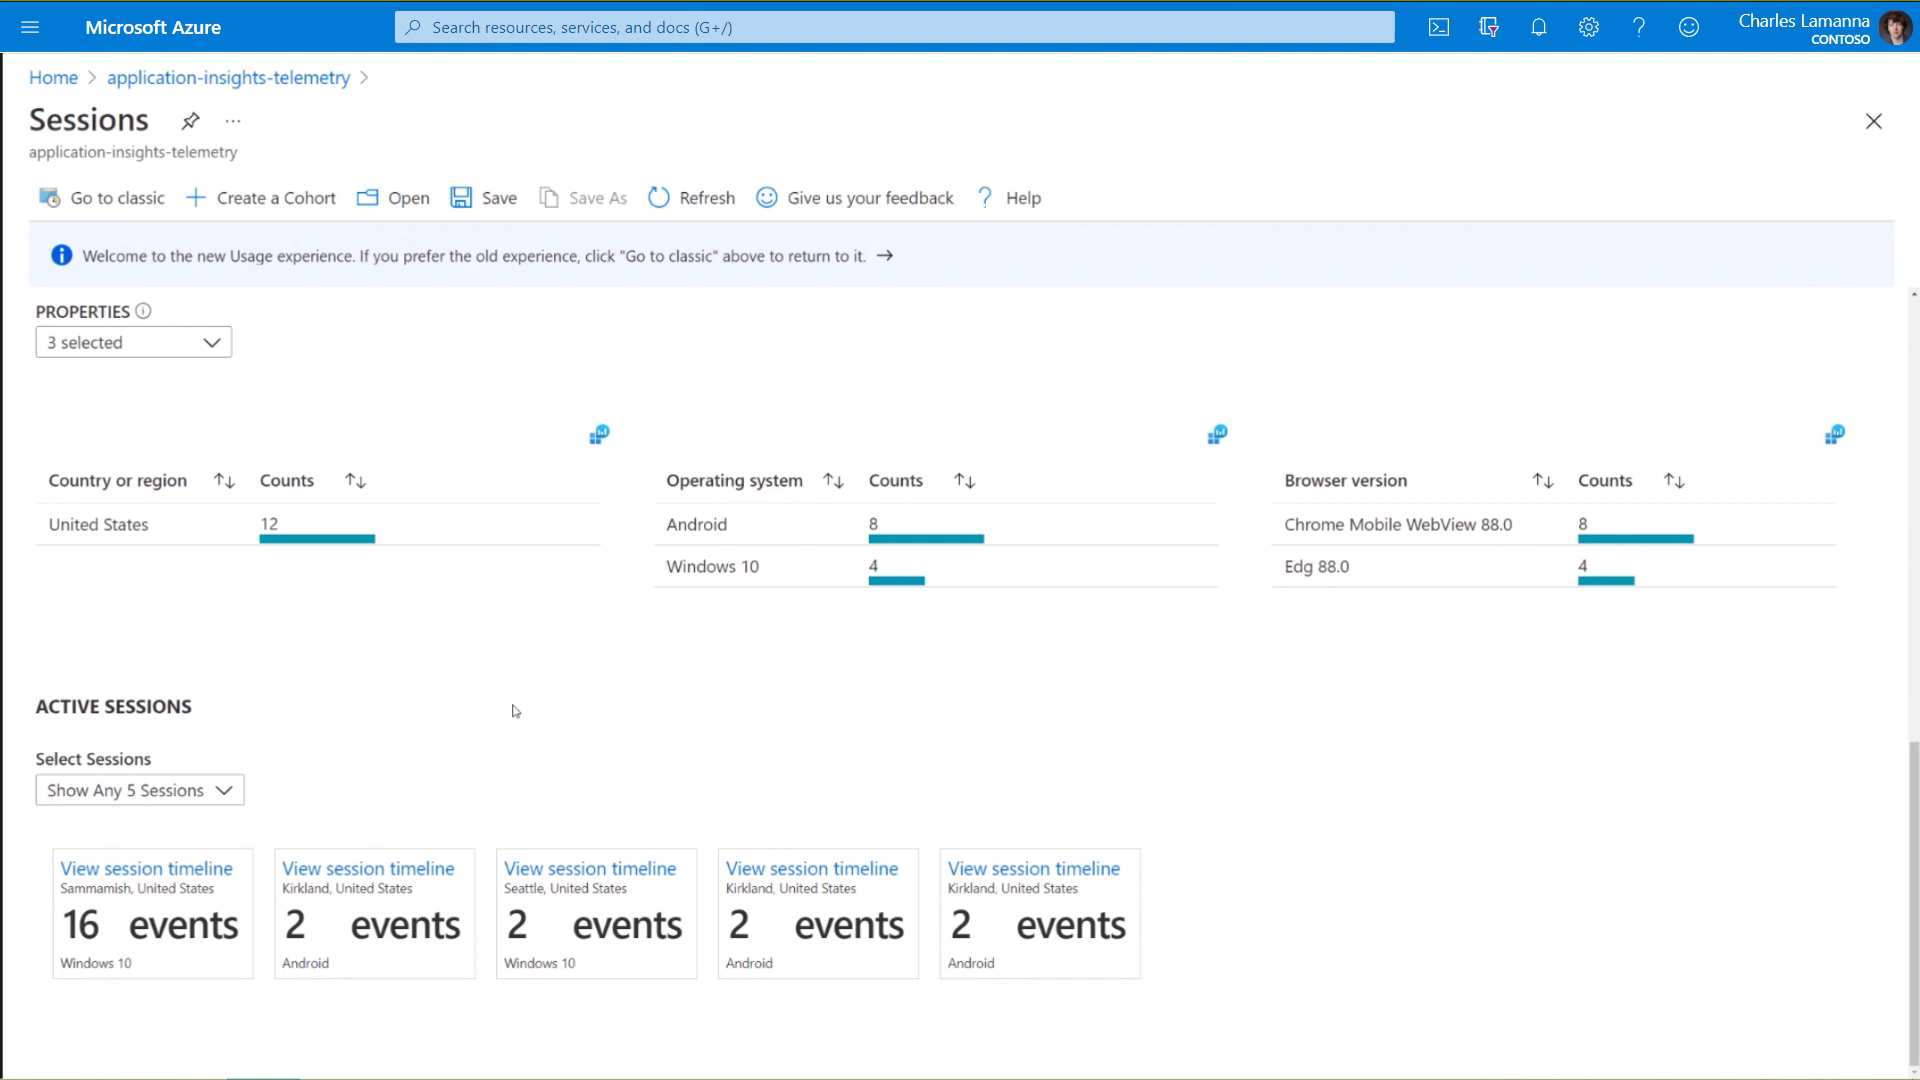 Microsoft Azure
Search resources, services, and docs (G+/)
Charles Lamanna
CONTOSO
Home > application-insights-telemetry >
Sessions
application-insights-telemetry
Go to classic
Create a Cohort
Open
Save
Save As
Refresh
Give us your feedback
Help
Welcome to the new Usage experience. If you prefer the old experience, click "Go to classic" above to return to it. →
PROPERTIES
3 selected
Country or region Counts
United States 12
Operating system Counts
Android 8
Windows 10 4
Browser version Counts
Chrome Mobile WebView 88.0 8
Edg 88.0 4
ACTIVE SESSIONS
Select Sessions
Show Any 5 Sessions
View session timeline
Sammamish, United States
16 events
Windows 10
View session timeline
Kirkland, United States
2 events
Android
View session timeline
Seattle, United States
2 events
Windows 10
View session timeline
Kirkland, United States
2 events
Android
View session timeline
Kirkland, United States
2 events
Android